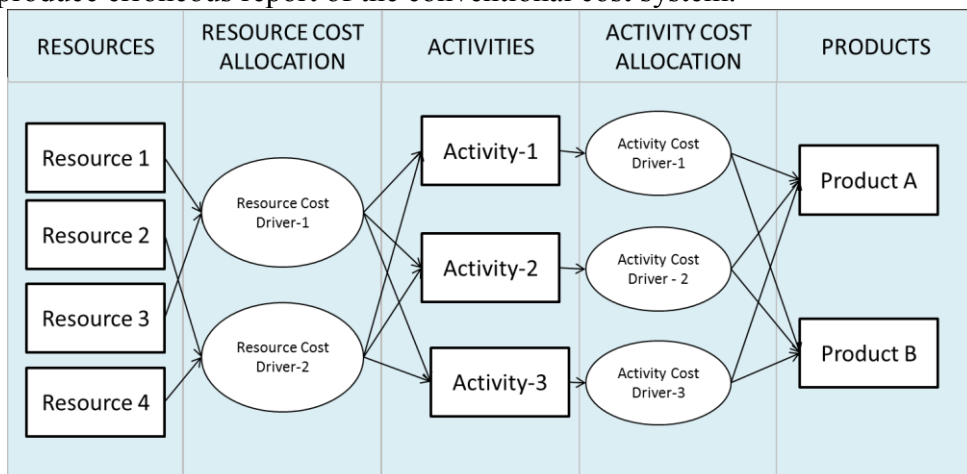 produce erroneous report of the conventional cost system.
RESOURCES
RESOURCE COST
ALLOCATION
ACTIVITIES
ACTIVITY COST
ALLOCATION
PRODUCTS
Resource 1
Resource 2
Resource 3
Resource 4
Resource Cost
Driver-1
Resource Cost
Driver-2
Activity-1
Activity-2
Activity-3
Activity Cost
Driver-1
Activity Cost
Driver - 2
Activity Cost
Driver-3
Product A
Product B